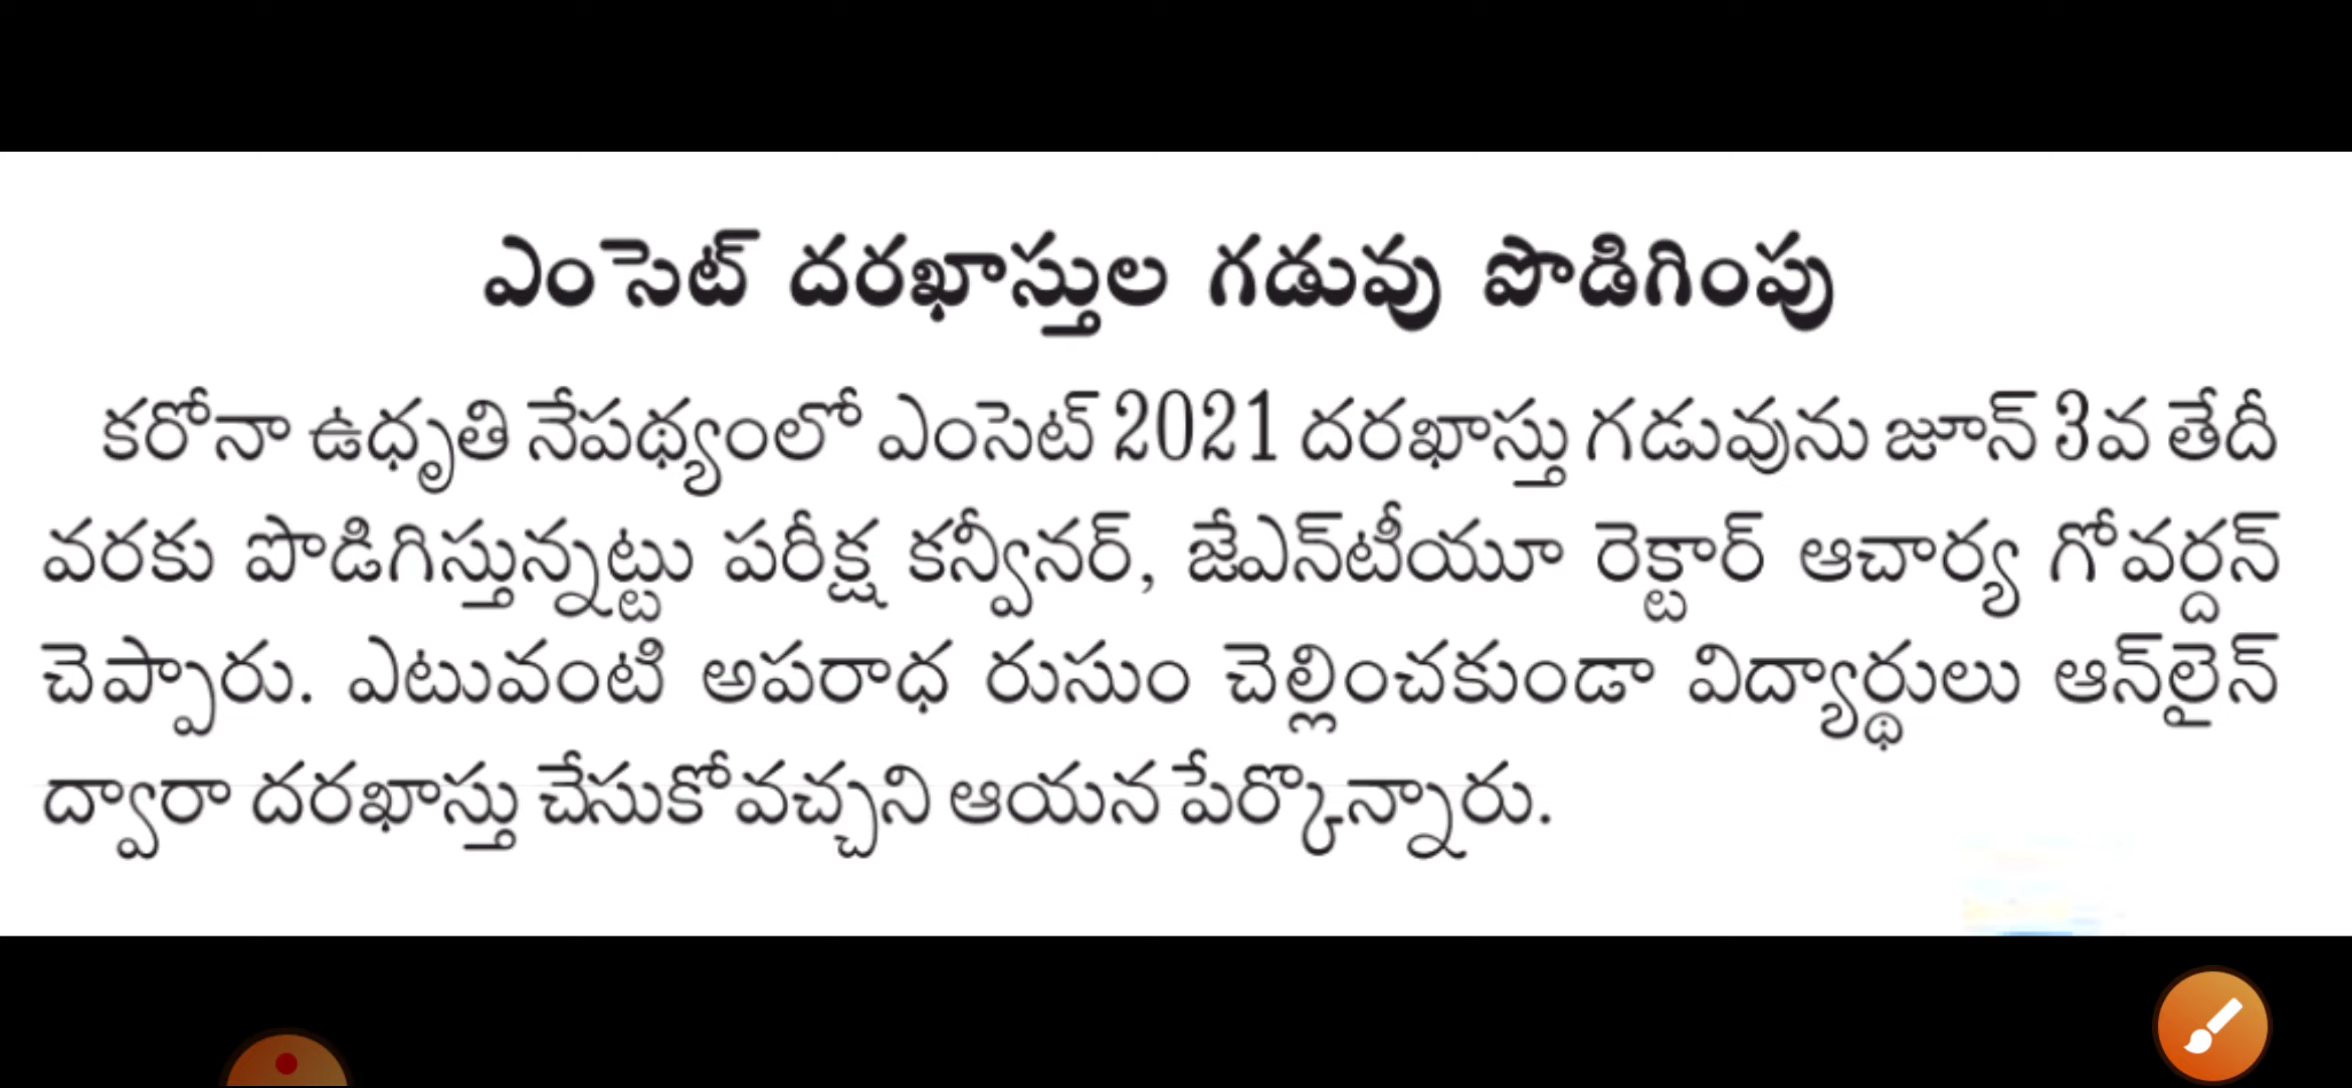 ఎంసెట్ దరఖాస్తుల గడువు పొడిగింపు
కరోనా ఉధృతి నేపథ్యంలో ఎంసెట్ 2021 దరఖాస్తు గడువును జూన్ 3వ తేదీ
వరకు పొడిగిస్తున్నట్టు పరీక్ష కన్వీనర్, జేఎన్‌టీయూ రెక్టార్ ఆచార్య గోవర్దన్
చెప్పారు. ఎటువంటి అపరాధ రుసుం చెల్లించకుండా విద్యార్థులు ఆన్‌లైన్
ద్వారా దరఖాస్తు చేసుకోవచ్చని ఆయన పేర్కొన్నారు.